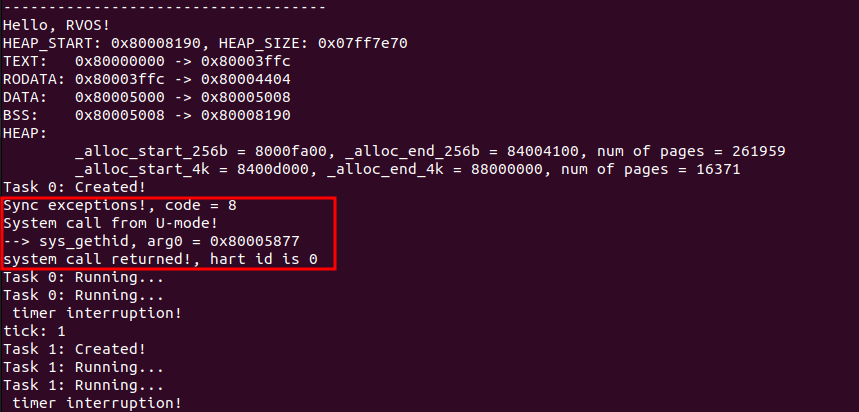 ------------------------------------
Hello, RVOS!
HEAP_START: 0x80008190, HEAP_SIZE: 0x07ff7e70
TEXT:   0x80000000 -> 0x80003ffc
RODATA: 0x80003ffc -> 0x80004404
DATA:   0x80005000 -> 0x80005008
BSS:    0x80005008 -> 0x80008190
HEAP:
        _alloc_start_256b = 8000fa00, _alloc_end_256b = 84004100, num of pages = 261959
        _alloc_start_4k = 8400d000, _alloc_end_4k = 88000000, num of pages = 16371
Task 0: Created!
Sync exceptions!, code = 8
System call from U-mode!
--> sys_gethid, arg0 = 0x80005877
system call returned!, hart id is 0
Task 0: Running...
Task 0: Running...
 timer interruption!
tick: 1
Task 1: Created!
Task 1: Running...
Task 1: Running...
 timer interruption!